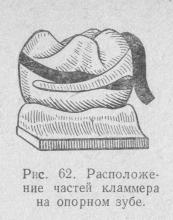 Рис. 62. Расположе-
ние частей кламмера
на опорном зубе.